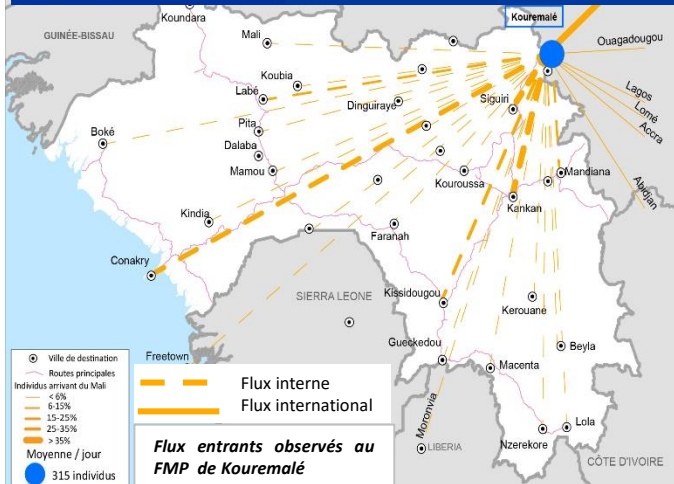 Kouremalé
Koundara
GUINÉE-BISSAU
Mali
Ouagadougou
Koubia
Labé
Dinguiraye
Siguiri
Lagos
Lomé
Accra
Boké
Pita
Dalaba
Mamou
Kouroussa
Mandiana
Abidjan
Kankan
Kindia
Faranah
Conakry
SIERRA LEONE
Kissidougou
Kerouane
Gueckedou
Beyla
Macenta
Freetown
Moronvia
LIBERIA
Nzerekore
Lola
CÔTE D'IVOIRE
Ville de destination
Routes principales
Individus arrivant du Mali
< 6%
6-15%
15-25%
25-35%
> 35%
Moyenne / jour
315 individus
Flux interne
Flux international
Flux entrants observés au
FMP de Kouremalé